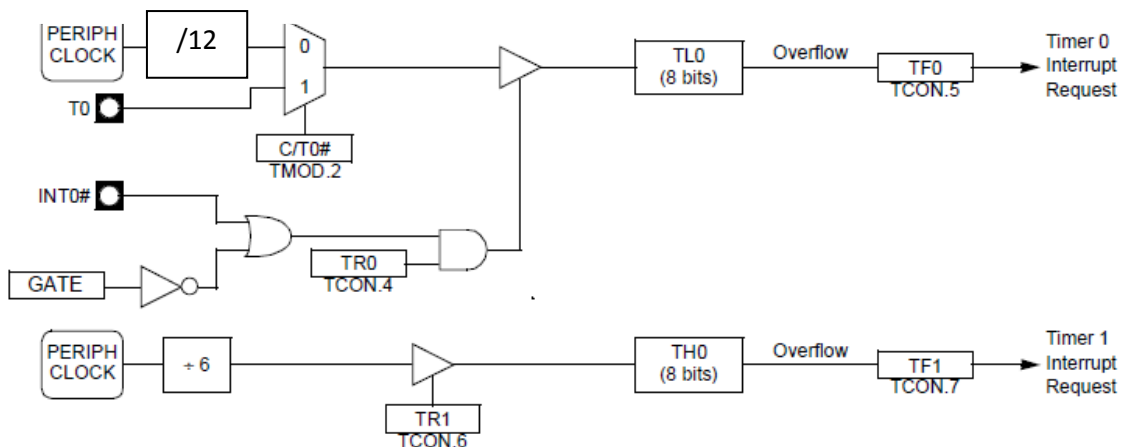 PERIPH
CLOCK
/12
0
1
T0
C/T0#
TMOD.2
INT0#
GATE
TR0
TCON.4
TL0
(8 bits)
Overflow
TF0
TCON.5
Timer 0
Interrupt
Request
PERIPH
CLOCK
÷ 6
TR1
TCON.6
TH0
(8 bits)
Overflow
TF1
TCON.7
Timer 1
Interrupt
Request